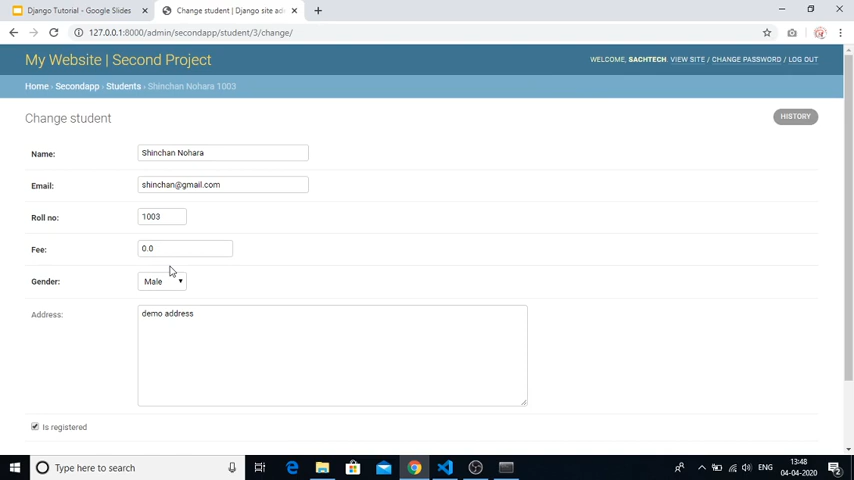 Django Tutorial - Google Slides
Change student | Django site ad
127.0.0.1:8000/admin/secondapp/student/3/change/
My Website | Second Project
WELCOME, SACHTECH. VIEW SITE / CHANGE PASSWORD / LOG OUT
Home › Secondapp › Students › Shinchan Nohara 1003
Change student
HISTORY
Name: Shinchan Nohara
Email: shinchan@gmail.com
Roll no: 1003
Fee: 0.0
Gender: Male
Address: demo address
Is registered
Type here to search
ENG
13:48
04-04-2020
2